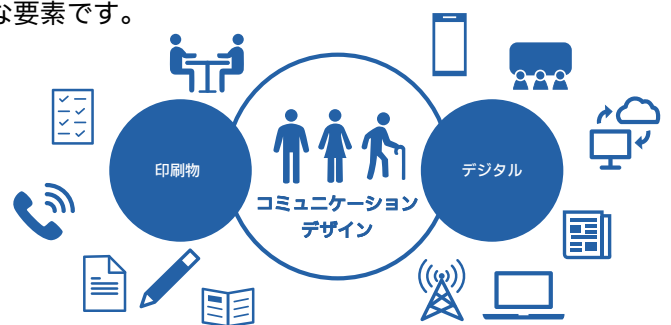 な要素です。
印刷物
コミュニケーション
デザイン
デジタル